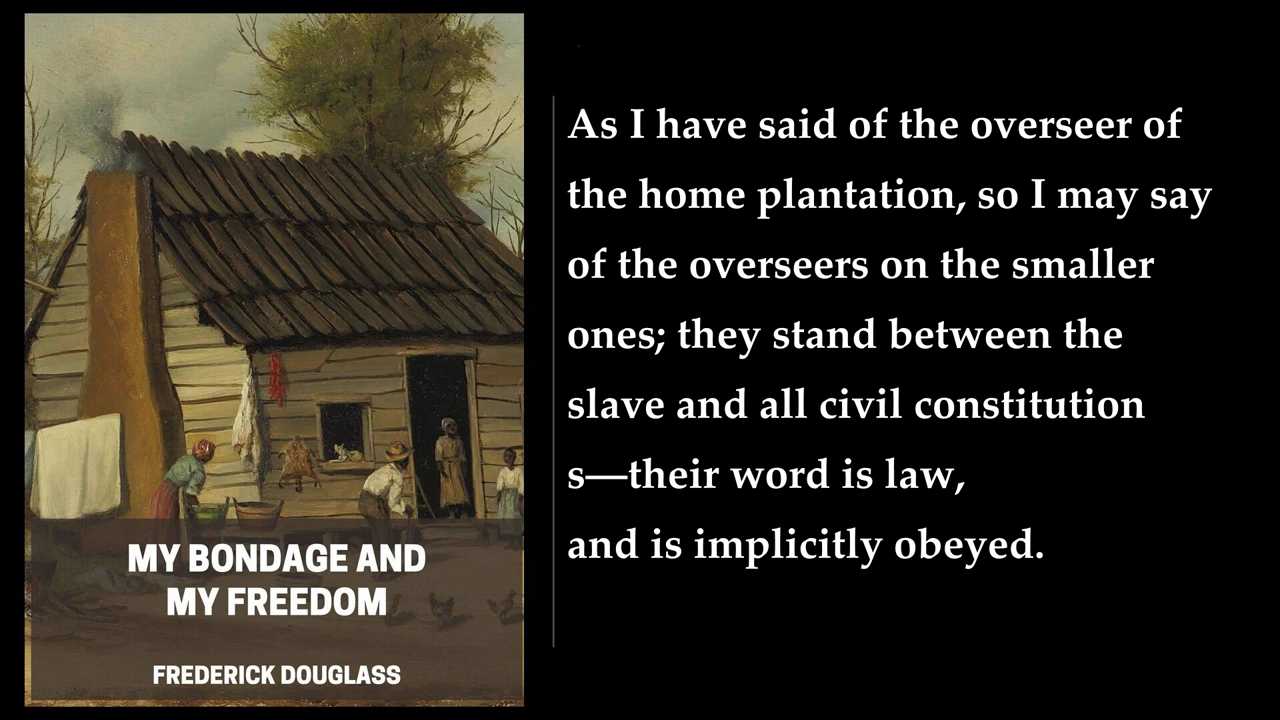 As I have said of the overseer of
the home plantation, so I may say
of the overseers on the smaller
ones; they stand between the
slave and all civil constitution
s—their word is law,
and is implicitly obeyed.
MY BONDAGE AND
MY FREEDOM
FREDERICK DOUGLASS